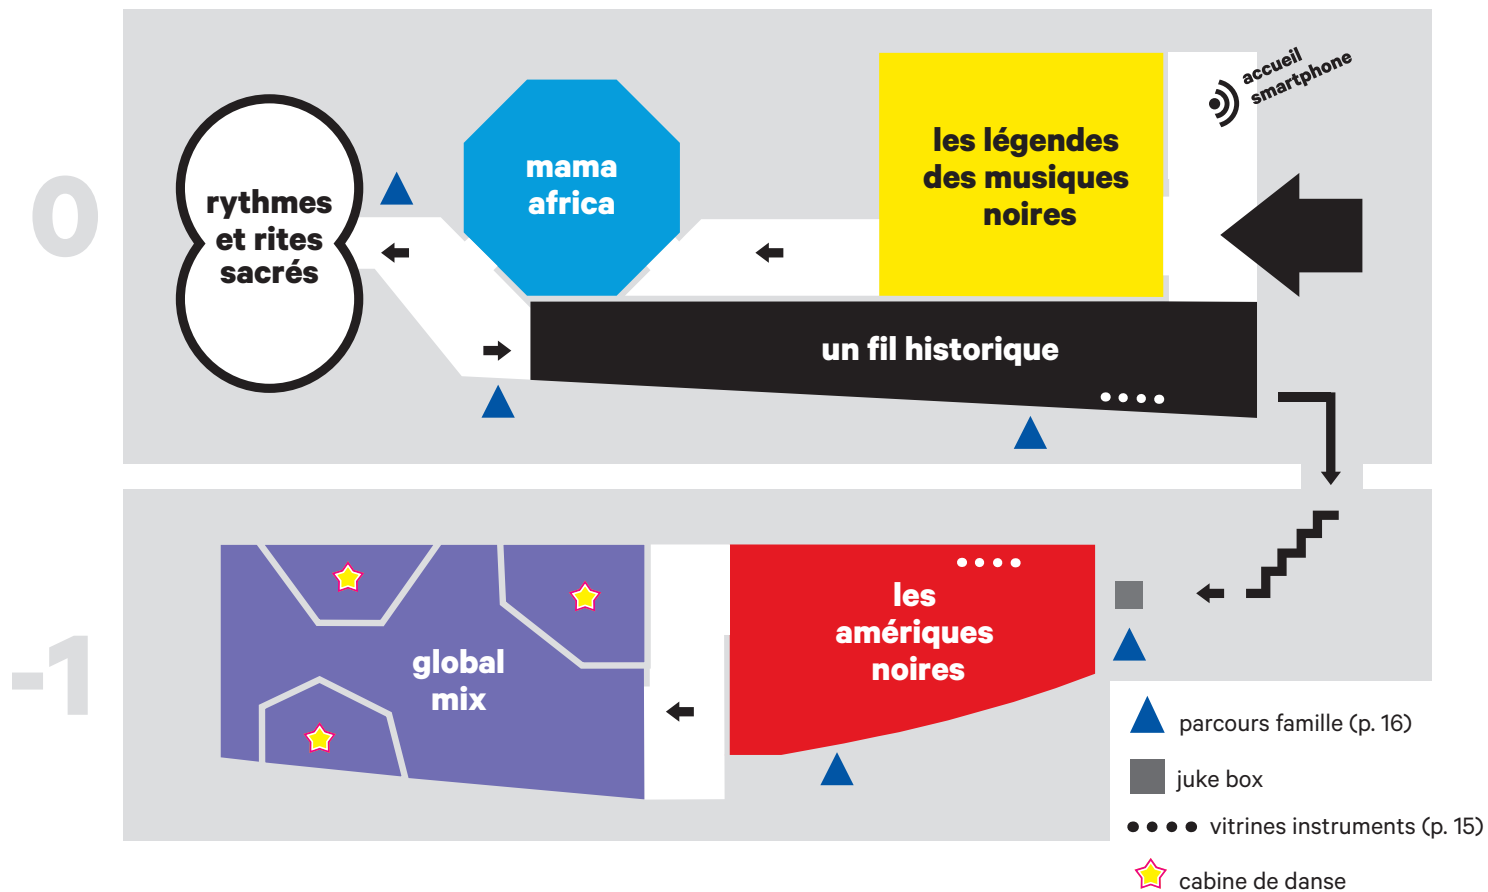 0
accueil
smartphone
les légendes
des musiques
noires
mama
africa
rythmes
et rites
sacrés
un fil historique
-1
les
amériques
noires
global
mix
parcours famille (p. 16)
juke box
vitrines instruments (p. 15)
cabine de danse